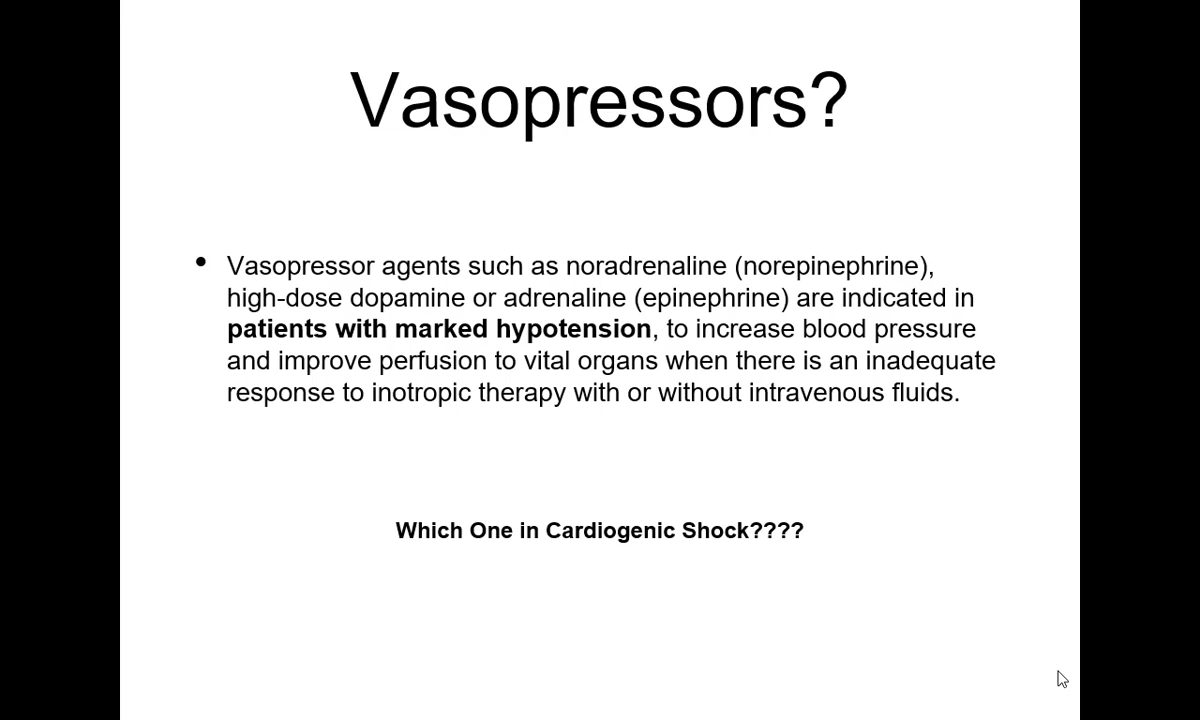 Vasopressors?
• Vasopressor agents such as noradrenaline (norepinephrine),
high-dose dopamine or adrenaline (epinephrine) are indicated in
patients with marked hypotension, to increase blood pressure
and improve perfusion to vital organs when there is an inadequate
response to inotropic therapy with or without intravenous fluids.
Which One in Cardiogenic Shock????